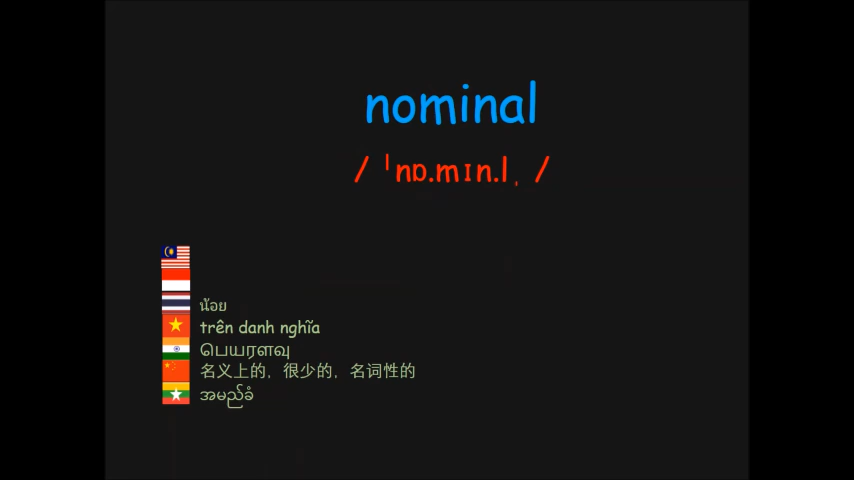 nominal
/ ˈnɒ.mɪn.l̩ /
น้อย
trên danh nghĩa
பெயரளவு
名义上的，很少的，名词性的
အမည်ခံ